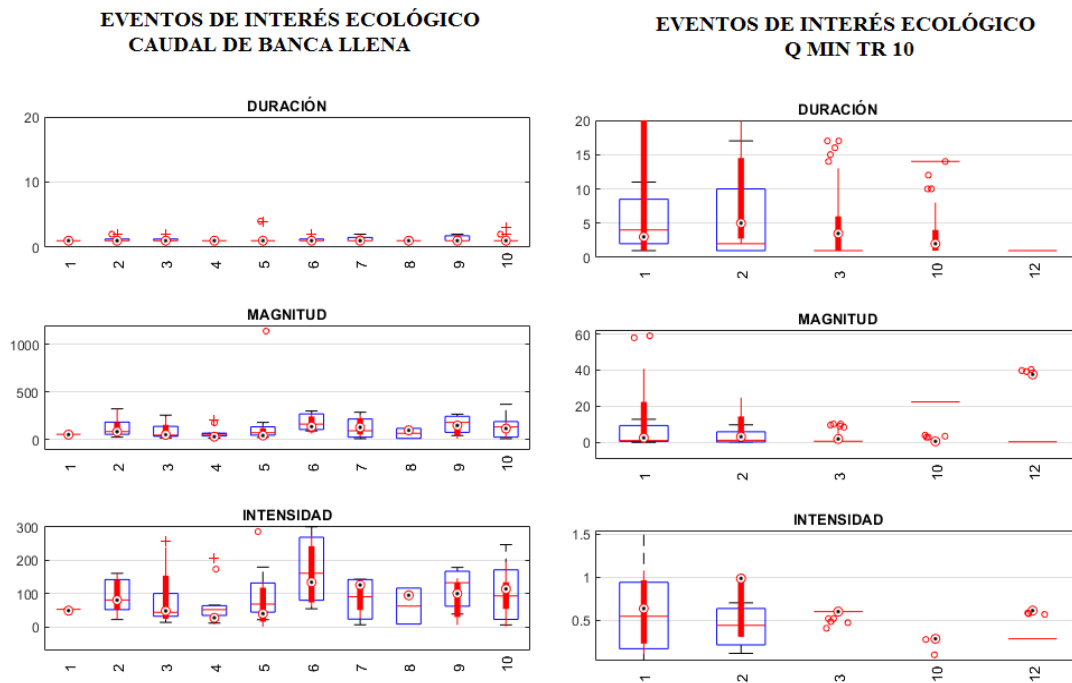 EVENTOS DE INTERÉS ECOLÓGICO
CAUDAL DE BANCA LLENA
DURACIÓN
20
10
0
1 2 3 4 5 6 7 8 9 10
MAGNITUD
1000
500
0
1 2 3 4 5 6 7 8 9 10
INTENSIDAD
300
200
100
0
1 2 3 4 5 6 7 8 9 10
EVENTOS DE INTERÉS ECOLÓGICO
Q MIN TR 10
DURACIÓN
20
15
10
5
0
1 2 3 10 12
MAGNITUD
60
40
20
0
1 2 3 10 12
INTENSIDAD
1.5
1
0.5
1 2 3 10 12